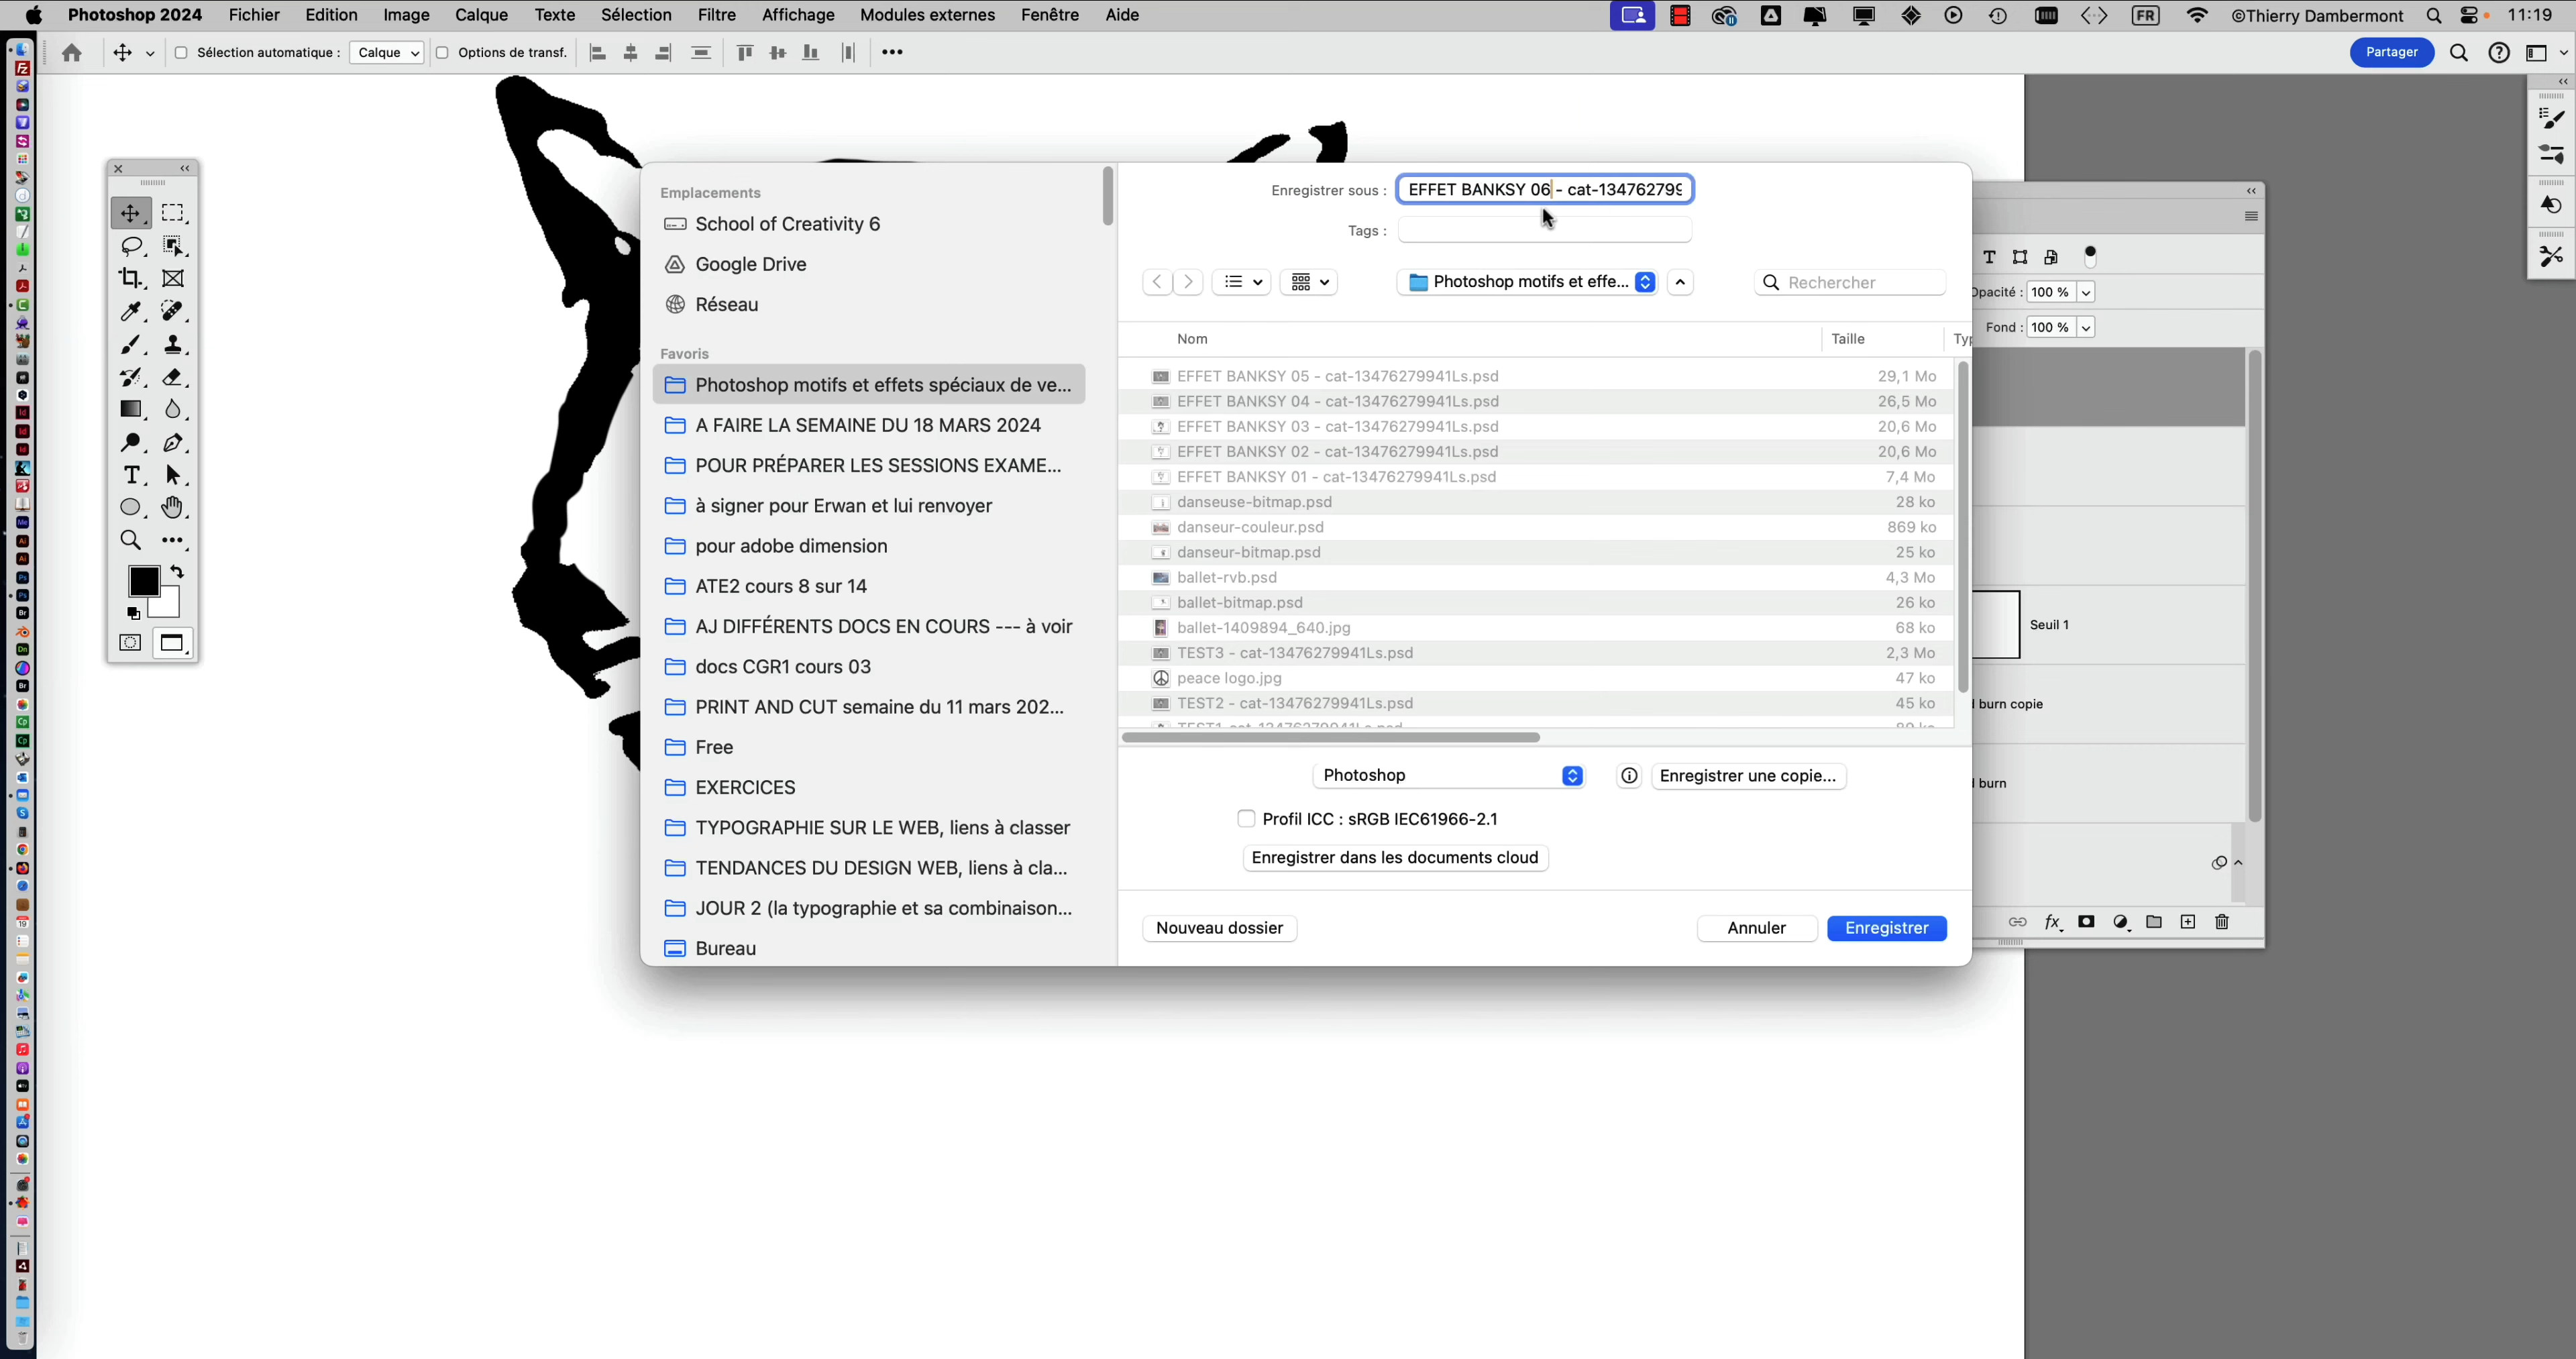 Photoshop 2024 Fichier Edition Image Calque Texte Sélection Filtre Affichage Modules externes Fenêtre Aide FR ©Thierry Dambermont 11:19
Sélection automatique : Calque Options de transf. Partager
Emplacements
School of Creativity 6
Google Drive
Réseau
Favoris
Photoshop motifs et effets spéciaux de ve...
A FAIRE LA SEMAINE DU 18 MARS 2024
POUR PRÉPARER LES SESSIONS EXAME...
à signer pour Erwan et lui renvoyer
pour adobe dimension
ATE2 cours 8 sur 14
AJ DIFFÉRENTS DOCS EN COURS --- à voir
docs CGR1 cours 03
PRINT AND CUT semaine du 11 mars 202...
Free
EXERCICES
TYPOGRAPHIE SUR LE WEB, liens à classer
TENDANCES DU DESIGN WEB, liens à cla...
JOUR 2 (la typographie et sa combinaison...
Bureau
Enregistrer sous : EFFET BANKSY 06 - cat-134762799
Tags :
Photoshop motifs et effe... Rechercher
Nom Taille Typ
EFFET BANKSY 05 - cat-13476279941Ls.psd 29,1 Mo
EFFET BANKSY 04 - cat-13476279941Ls.psd 26,5 Mo
EFFET BANKSY 03 - cat-13476279941Ls.psd 20,6 Mo
EFFET BANKSY 02 - cat-13476279941Ls.psd 20,6 Mo
EFFET BANKSY 01 - cat-13476279941Ls.psd 7,4 Mo
danseuse-bitmap.psd 28 ko
danseur-couleur.psd 869 ko
danseur-bitmap.psd 25 ko
ballet-rvb.psd 4,3 Mo
ballet-bitmap.psd 26 ko
ballet-1409894_640.jpg 68 ko
TEST3 - cat-13476279941Ls.psd 2,3 Mo
peace logo.jpg 47 ko
TEST2 - cat-13476279941Ls.psd 45 ko
Photoshop Enregistrer une copie...
Profil ICC : sRGB IEC61966-2.1
Enregistrer dans les documents cloud
Nouveau dossier Annuler Enregistrer
Opacité : 100 %
Fond : 100 %
Seuil 1
burn copie
burn
fx